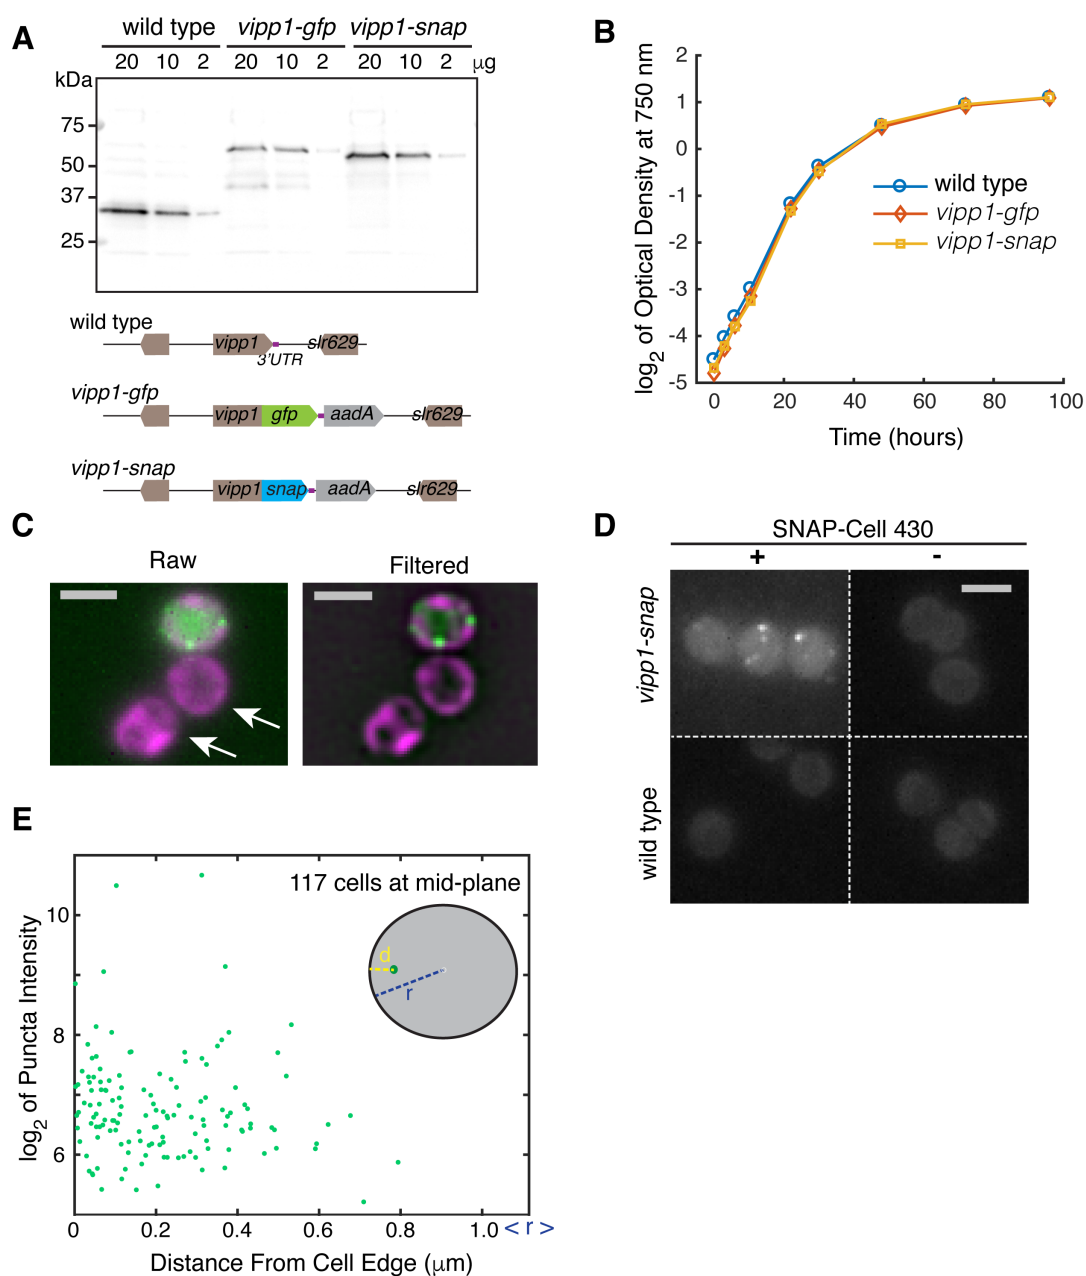 A
wild type vipp1-gfp vipp1-snap
20 10 2 20 10 2 20 10 2 μg
kDa
75
50
37
25
wild type
vipp1 slr629
3'UTR
vipp1-gfp
vipp1 gfp aadA slr629
vipp1-snap
vipp1 snap aadA slr629
B
log2 of Optical Density at 750 nm
2
1
0
-1
-2
-3
-4
-5
0 20 40 60 80 100
Time (hours)
wild type
vipp1-gfp
vipp1-snap
C
Raw Filtered
D
SNAP-Cell 430
+ -
vipp1-snap
wild type
E
117 cells at mid-plane
d
r
log2 of Puncta Intensity
10
8
6
0 0.2 0.4 0.6 0.8 1.0 < r >
Distance From Cell Edge (μm)